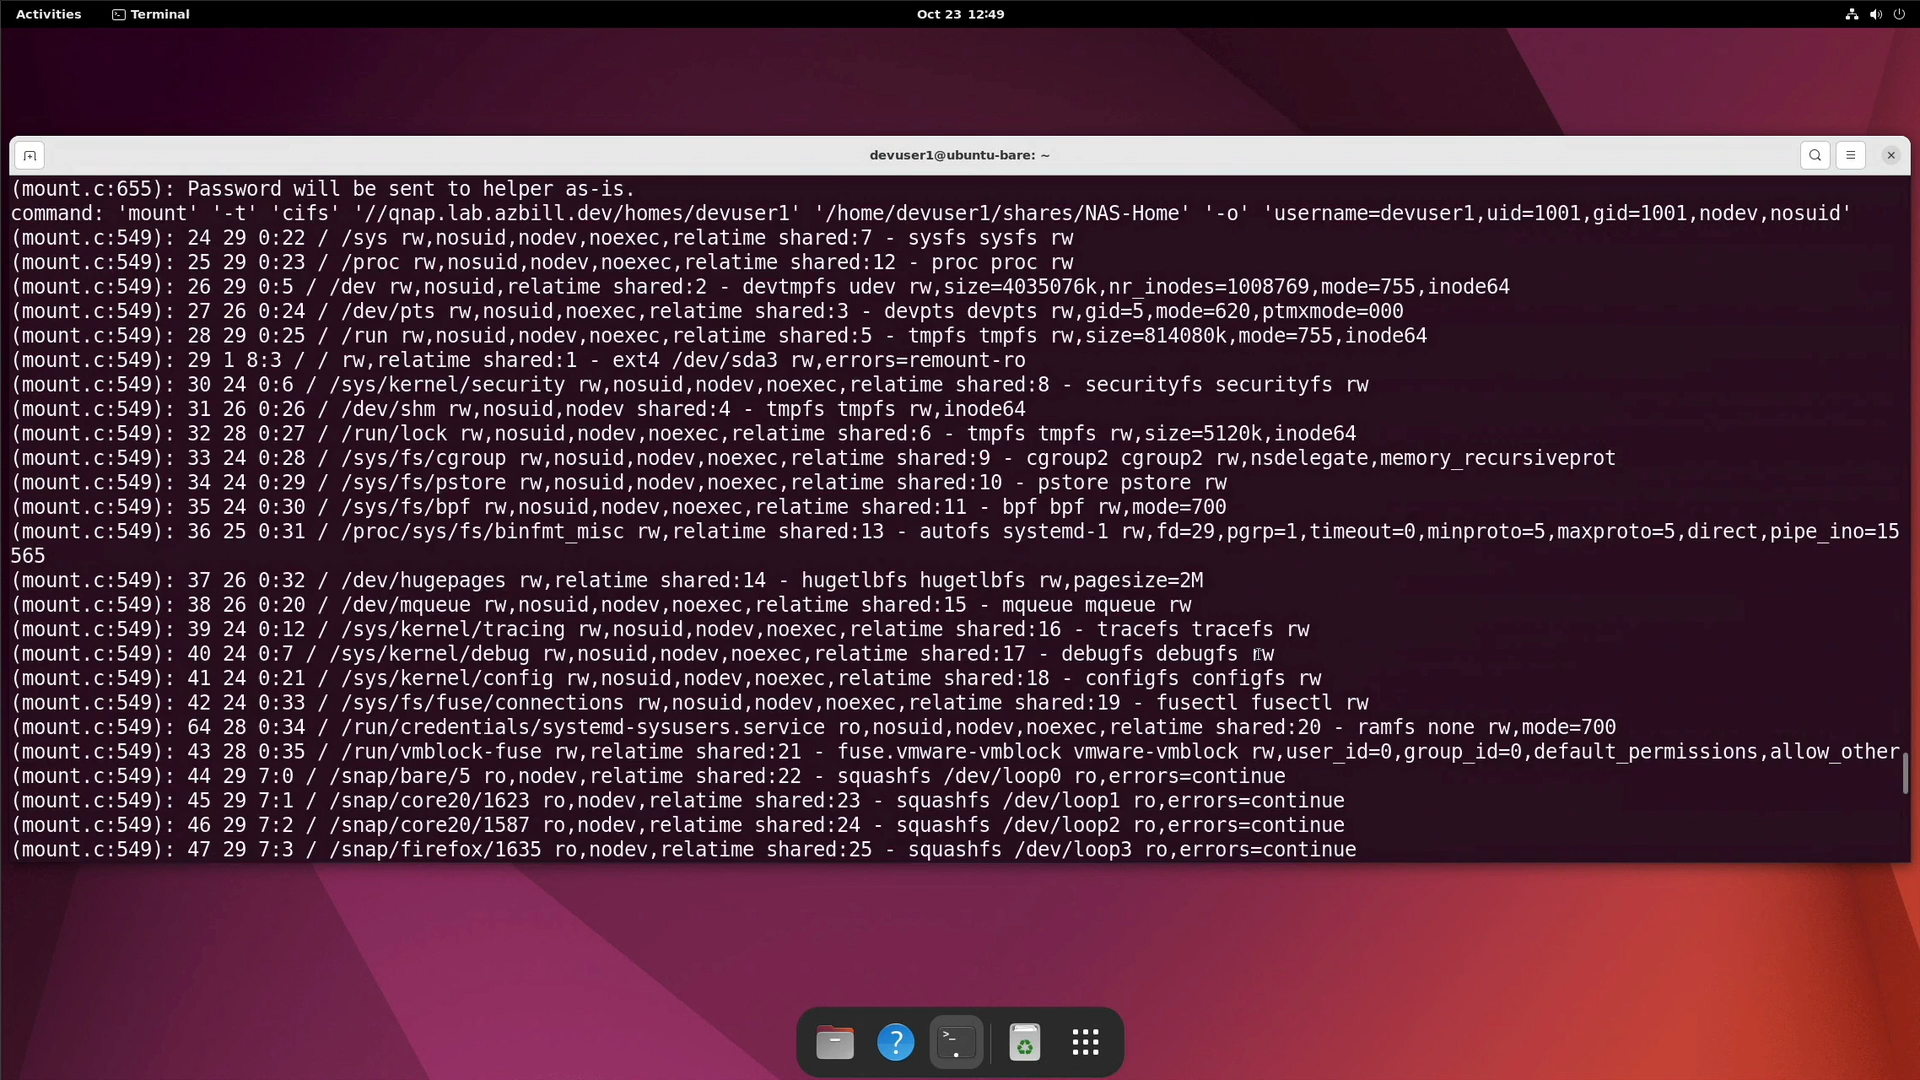 Activities
Terminal
Oct 23 12:49
devuser1@ubuntu-bare: ~
(mount.c:655): Password will be sent to helper as-is.
command: 'mount' '-t' 'cifs' '//qnap.lab.azbill.dev/homes/devuser1' '/home/devuser1/shares/NAS-Home' '-o' 'username=devuser1,uid=1001,gid=1001,nodev,nosuid'
(mount.c:549): 24 29 0:22 / /sys rw,nosuid,nodev,noexec,relatime shared:7 - sysfs sysfs rw
(mount.c:549): 25 29 0:23 / /proc rw,nosuid,nodev,noexec,relatime shared:12 - proc proc rw
(mount.c:549): 26 29 0:5 / /dev rw,nosuid,relatime shared:2 - devtmpfs udev rw,size=4035076k,nr_inodes=1008769,mode=755,inode64
(mount.c:549): 27 26 0:24 / /dev/pts rw,nosuid,noexec,relatime shared:3 - devpts devpts rw,gid=5,mode=620,ptmxmode=000
(mount.c:549): 28 29 0:25 / /run rw,nosuid,nodev,noexec,relatime shared:5 - tmpfs tmpfs rw,size=814080k,mode=755,inode64
(mount.c:549): 29 1 8:3 / / rw,relatime shared:1 - ext4 /dev/sda3 rw,errors=remount-ro
(mount.c:549): 30 24 0:6 / /sys/kernel/security rw,nosuid,nodev,noexec,relatime shared:8 - securityfs securityfs rw
(mount.c:549): 31 26 0:26 / /dev/shm rw,nosuid,nodev shared:4 - tmpfs tmpfs rw,inode64
(mount.c:549): 32 28 0:27 / /run/lock rw,nosuid,nodev,noexec,relatime shared:6 - tmpfs tmpfs rw,size=5120k,inode64
(mount.c:549): 33 24 0:28 / /sys/fs/cgroup rw,nosuid,nodev,noexec,relatime shared:9 - cgroup2 cgroup2 rw,nsdelegate,memory_recursiveprot
(mount.c:549): 34 24 0:29 / /sys/fs/pstore rw,nosuid,nodev,noexec,relatime shared:10 - pstore pstore rw
(mount.c:549): 35 24 0:30 / /sys/fs/bpf rw,nosuid,nodev,noexec,relatime shared:11 - bpf bpf rw,mode=700
(mount.c:549): 36 25 0:31 / /proc/sys/fs/binfmt_misc rw,relatime shared:13 - autofs systemd-1 rw,fd=29,pgrp=1,timeout=0,minproto=5,maxproto=5,direct,pipe_ino=15
565
(mount.c:549): 37 26 0:32 / /dev/hugepages rw,relatime shared:14 - hugetlbfs hugetlbfs rw,pagesize=2M
(mount.c:549): 38 26 0:20 / /dev/mqueue rw,nosuid,nodev,noexec,relatime shared:15 - mqueue mqueue rw
(mount.c:549): 39 24 0:12 / /sys/kernel/tracing rw,nosuid,nodev,noexec,relatime shared:16 - tracefs tracefs rw
(mount.c:549): 40 24 0:7 / /sys/kernel/debug rw,nosuid,nodev,noexec,relatime shared:17 - debugfs debugfs rw
(mount.c:549): 41 24 0:21 / /sys/kernel/config rw,nosuid,nodev,noexec,relatime shared:18 - configfs configfs rw
(mount.c:549): 42 24 0:33 / /sys/fs/fuse/connections rw,nosuid,nodev,noexec,relatime shared:19 - fusectl fusectl rw
(mount.c:549): 64 28 0:34 / /run/credentials/systemd-sysusers.service ro,nosuid,nodev,noexec,relatime shared:20 - ramfs none rw,mode=700
(mount.c:549): 43 28 0:35 / /run/vmblock-fuse rw,relatime shared:21 - fuse.vmware-vmblock vmware-vmblock rw,user_id=0,group_id=0,default_permissions,allow_other
(mount.c:549): 44 29 7:0 / /snap/bare/5 ro,nodev,relatime shared:22 - squashfs /dev/loop0 ro,errors=continue
(mount.c:549): 45 29 7:1 / /snap/core20/1623 ro,nodev,relatime shared:23 - squashfs /dev/loop1 ro,errors=continue
(mount.c:549): 46 29 7:2 / /snap/core20/1587 ro,nodev,relatime shared:24 - squashfs /dev/loop2 ro,errors=continue
(mount.c:549): 47 29 7:3 / /snap/firefox/1635 ro,nodev,relatime shared:25 - squashfs /dev/loop3 ro,errors=continue